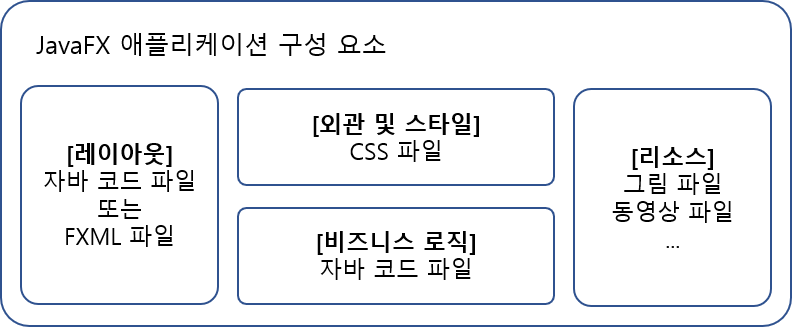 JavaFX 애플리케이션 구성 요소
[레이아웃]
자바 코드 파일
또는
FXML 파일
[외관 및 스타일]
CSS 파일
[비즈니스 로직]
자바 코드 파일
[리소스]
그림 파일
동영상 파일
...